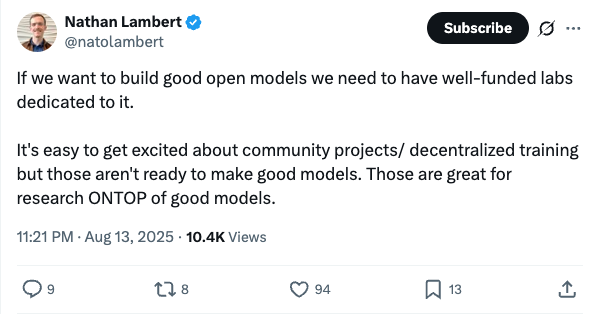 Nathan Lambert
@natolambert
Subscribe
If we want to build good open models we need to have well-funded labs
dedicated to it.
It's easy to get excited about community projects/ decentralized training
but those aren't ready to make good models. Those are great for
research ONTOP of good models.
11:21 PM · Aug 13, 2025 · 10.4K Views
9 8 94 13